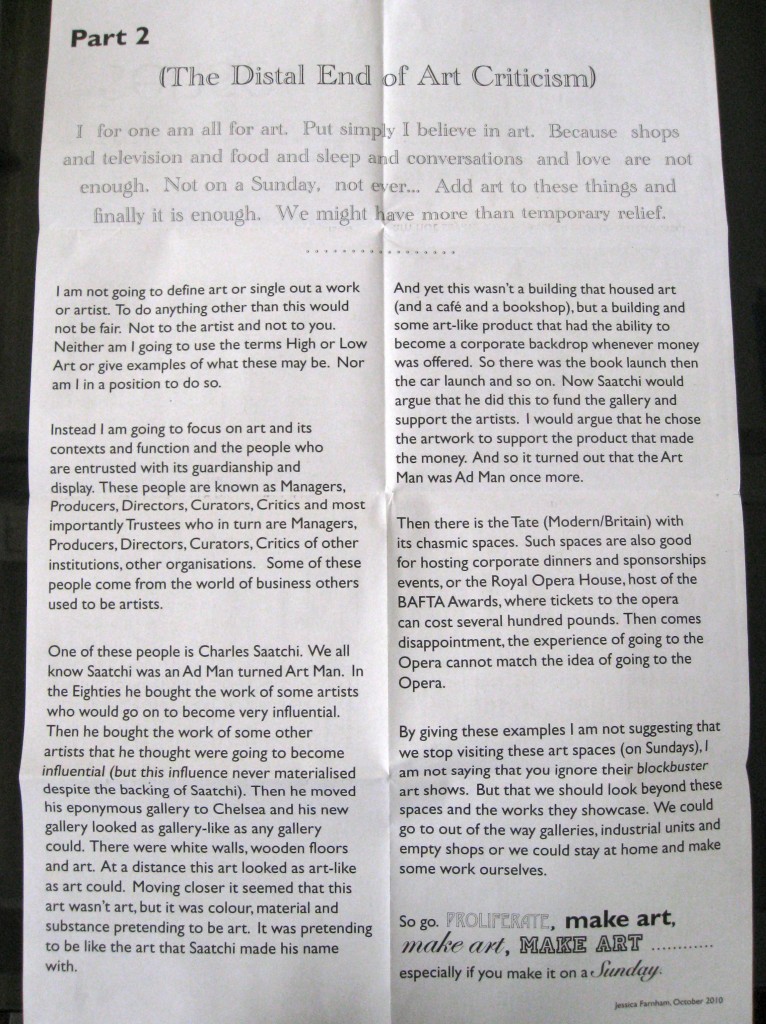 Part 2
(The Distal End of Art Criticism)
I for one am all for art. Put simply I believe in art. Because shops
and television and food and sleep and conversations and love are not
enough. Not on a Sunday, not ever... Add art to these things and
finally it is enough. We might have more than temporary relief.
I am not going to define art or single out a work
or artist. To do anything other than this would
not be fair. Not to the artist and not to you.
Neither am I going to use the terms High or Low
Art or give examples of what these may be. Nor
am I in a position to do so.
Instead I am going to focus on art and its
contexts and function and the people who
are entrusted with its guardianship and
display. These people are known as Managers,
Producers, Directors, Curators, Critics and most
importantly Trustees who in turn are Managers,
Producers, Directors, Curators, Critics of other
institutions, other organisations. Some of these
people come from the world of business others
used to be artists.
One of these people is Charles Saatchi. We all
know Saatchi was an Ad Man turned Art Man. In
the Eighties he bought the work of some artists
who would go on to become very influential.
Then he bought the work of some other
artists that he thought were going to become
influential (but this influence never materialised
despite the backing of Saatchi). Then he moved
his eponymous gallery to Chelsea and his new
gallery looked as gallery-like as any gallery
could. There were white walls, wooden floors
and art. At a distance this art looked as art-like
as art could. Moving closer it seemed that this
art wasn't art, but it was colour, material and
substance pretending to be art. It was pretending
to be like the art that Saatchi made his name
with.
And yet this wasn't a building that housed art
(and a café and a bookshop), but a building and
some art-like product that had the ability to
become a corporate backdrop whenever money
was offered. So there was the book launch then
the car launch and so on. Now Saatchi would
argue that he did this to fund the gallery and
support the artists. I would argue that he chose
the artwork to support the product that made
the money. And so it turned out that the Art
Man was Ad Man once more.
Then there is the Tate (Modern/Britain) with
its chasmic spaces. Such spaces are also good
for hosting corporate dinners and sponsorships
events, or the Royal Opera House, host of the
BAFTA Awards, where tickets to the opera
can cost several hundred pounds. Then comes
disappointment, the experience of going to the
Opera cannot match the idea of going to the
Opera.
By giving these examples I am not suggesting that
we stop visiting these art spaces (on Sundays), I
am not saying that you ignore their blockbuster
art shows. But that we should look beyond these
spaces and the works they showcase. We could
go to out of the way galleries, industrial units and
empty shops or we could stay at home and make
some work ourselves.
So go. PROLIFERATE, make art,
make art, MAKE ART ............
especially if you make it on a Sunday.
Jessica Farnham, October 2010